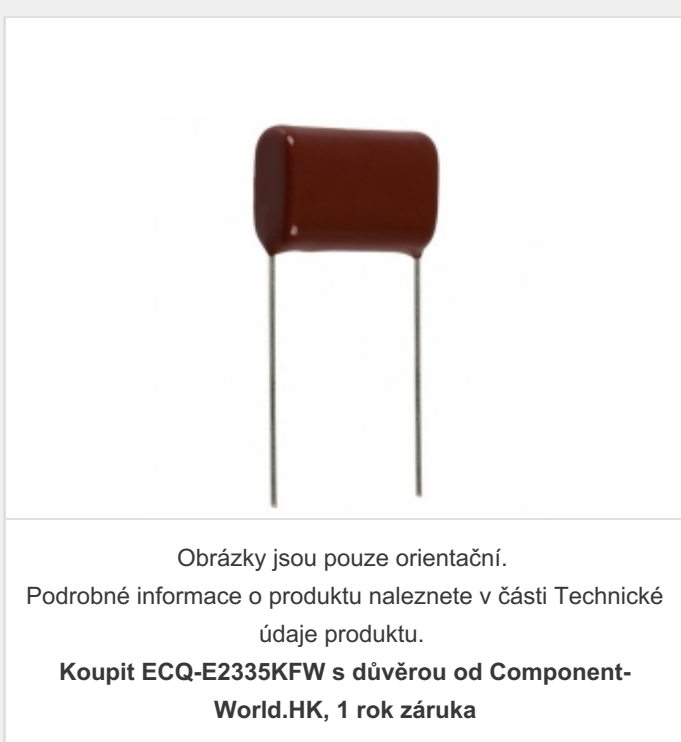 Obrázky jsou pouze orientační.
Podrobné informace o produktu naleznete v části Technické
údaje produktu.
Koupit ECQ-E2335KFW s důvěrou od Component-
World.HK, 1 rok záruka